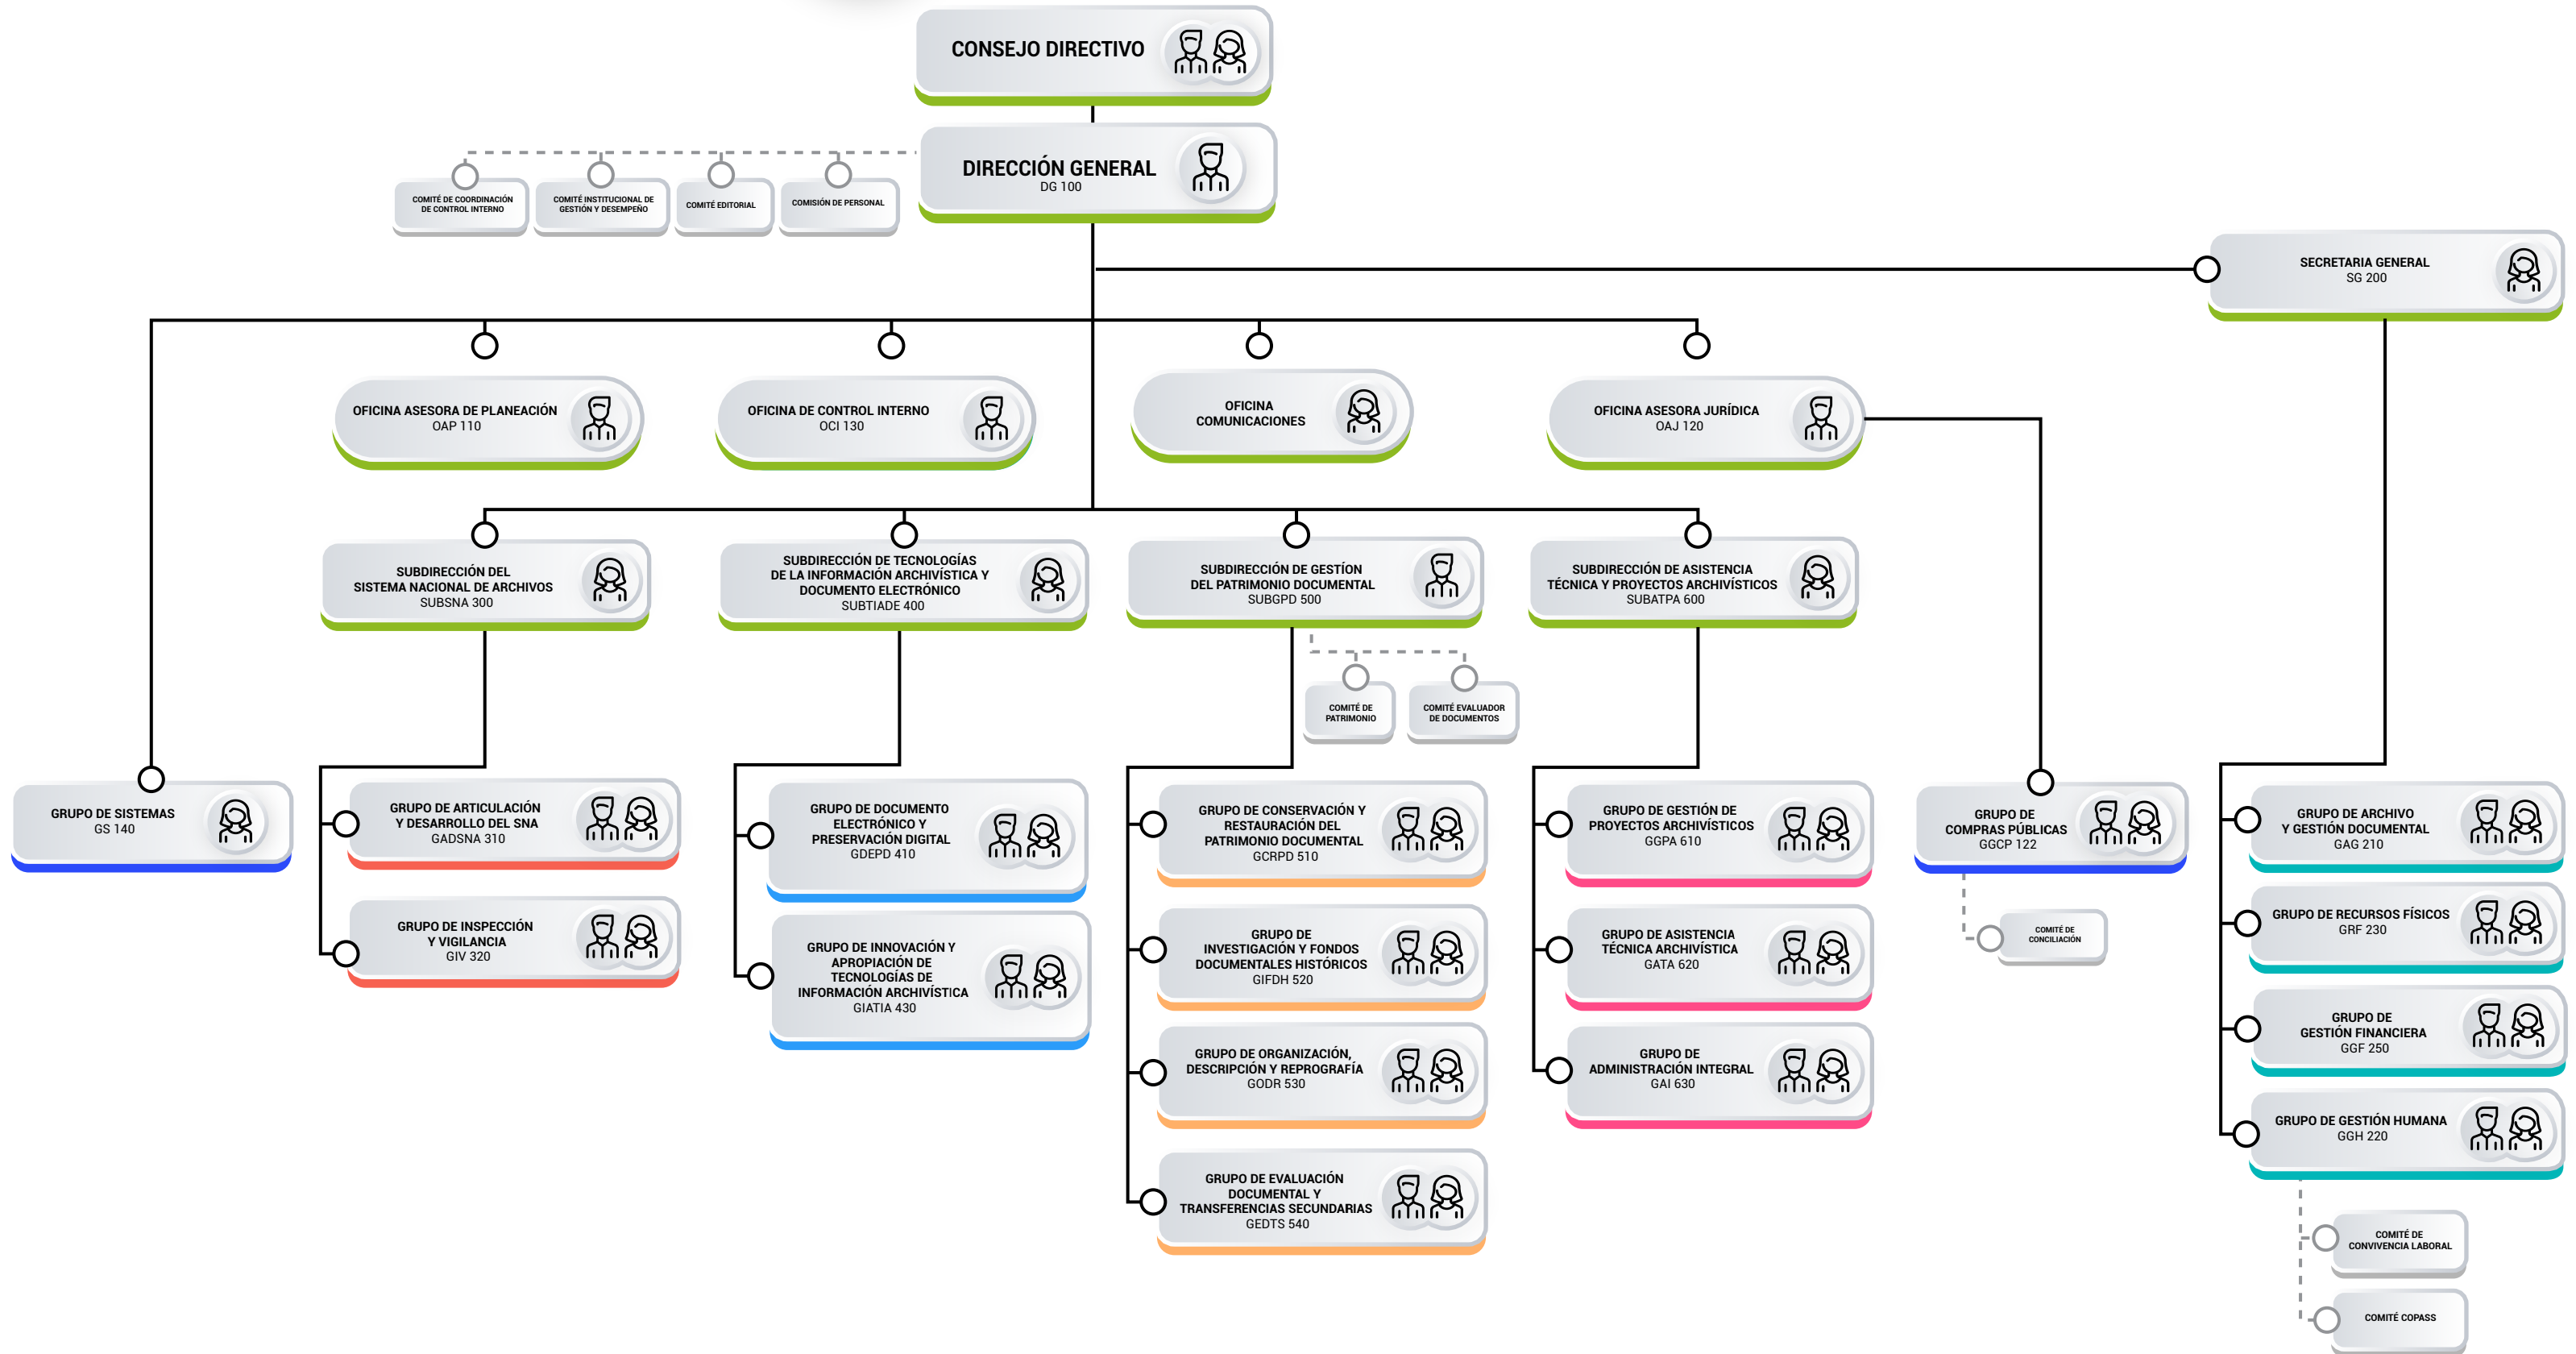 CONSEJO DIRECTIVO
DIRECCIÓN GENERAL
DG 100
COMITÉ DE COORDINACIÓN
DE CONTROL INTERNO
COMITÉ INSTITUCIONAL DE
GESTIÓN Y DESEMPEÑO
COMITÉ EDITORIAL
COMISIÓN DE PERSONAL
SECRETARIA GENERAL
SG 200
OFICINA ASESORA DE PLANEACIÓN
OAP 110
OFICINA DE CONTROL INTERNO
OCI 130
OFICINA
COMUNICACIONES
OFICINA ASESORA JURÍDICA
OAJ 120
SUBDIRECCIÓN DEL
SISTEMA NACIONAL DE ARCHIVOS
SUBSNA 300
SUBDIRECCIÓN DE TECNOLOGÍAS
DE LA INFORMACIÓN ARCHIVÍSTICA Y
DOCUMENTO ELECTRÓNICO
SUBTIADE 400
SUBDIRECCIÓN DE GESTÍON
DEL PATRIMONIO DOCUMENTAL
SUBGPD 500
SUBDIRECCIÓN DE ASISTENCIA
TÉCNICA Y PROYECTOS ARCHIVÍSTICOS
SUBATPA 600
COMITÉ DE
PATRIMONIO
COMITÉ EVALUADOR
DE DOCUMENTOS
GRUPO DE SISTEMAS
GS 140
GRUPO DE ARTICULACIÓN
Y DESARROLLO DEL SNA
GADSNA 310
GRUPO DE INSPECCIÓN
Y VIGILANCIA
GIV 320
GRUPO DE DOCUMENTO
ELECTRÓNICO Y
PRESERVACIÓN DIGITAL
GDEPD 410
GRUPO DE INNOVACIÓN Y
APROPIACIÓN DE
TECNOLOGÍAS DE
INFORMACIÓN ARCHIVÍSTICA
GIATIA 430
GRUPO DE CONSERVACIÓN Y
RESTAURACIÓN DEL
PATRIMONIO DOCUMENTAL
GCRPD 510
GRUPO DE
INVESTIGACIÓN Y FONDOS
DOCUMENTALES HISTÓRICOS
GIFDH 520
GRUPO DE ORGANIZACIÓN,
DESCRIPCIÓN Y REPROGRAFÍA
GODR 530
GRUPO DE EVALUACIÓN
DOCUMENTAL Y
TRANSFERENCIAS SECUNDARIAS
GEDTS 540
GRUPO DE GESTIÓN DE
PROYECTOS ARCHIVÍSTICOS
GGPA 610
GRUPO DE ASISTENCIA
TÉCNICA ARCHIVÍSTICA
GATA 620
GRUPO DE
ADMINISTRACIÓN INTEGRAL
GAI 630
GRUPO DE
COMPRAS PÚBLICAS
GGCP 122
COMITÉ DE
CONCILIACIÓN
GRUPO DE ARCHIVO
Y GESTIÓN DOCUMENTAL
GAG 210
GRUPO DE RECURSOS FÍSICOS
GRF 230
GRUPO DE
GESTIÓN FINANCIERA
GGF 250
GRUPO DE GESTIÓN HUMANA
GGH 220
COMITÉ DE
CONVIVENCIA LABORAL
COMITÉ COPASS